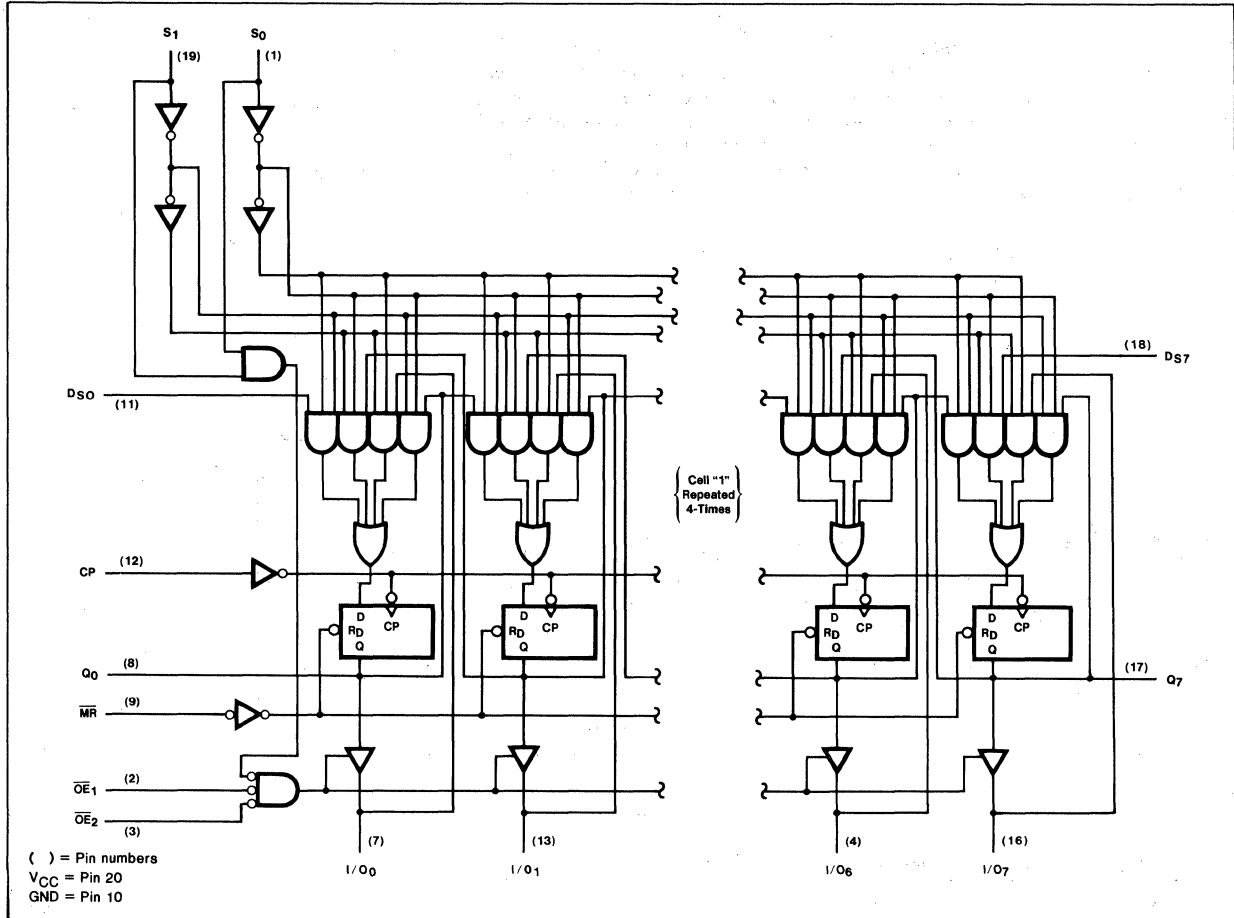 S1 S0
(19) (1)
(18) DS7
DS0 (11)
Cell "1"
Repeated
4-Times
CP (12)
D D D D
RD CP RD CP RD CP RD CP
Q Q Q Q
Q0 (8) (17) Q7
MR (9)
OE1 (2)
OE2 (3)
(7) (13) (4) (16)
I/O0 I/O1 I/O6 I/O7
( ) = Pin numbers
VCC = Pin 20
GND = Pin 10